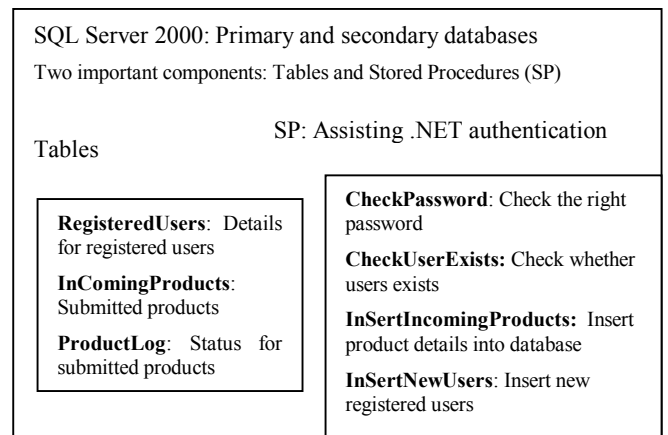 SQL Server 2000: Primary and secondary databases
Two important components: Tables and Stored Procedures (SP)
SP: Assisting .NET authentication
Tables
RegisteredUsers: Details
for registered users
InComingProducts:
Submitted products
ProductLog: Status for
submitted products
CheckPassword: Check the right
password
CheckUserExists: Check whether
users exists
InSertIncomingProducts: Insert
product details into database
InSertNewUsers: Insert new
registered users